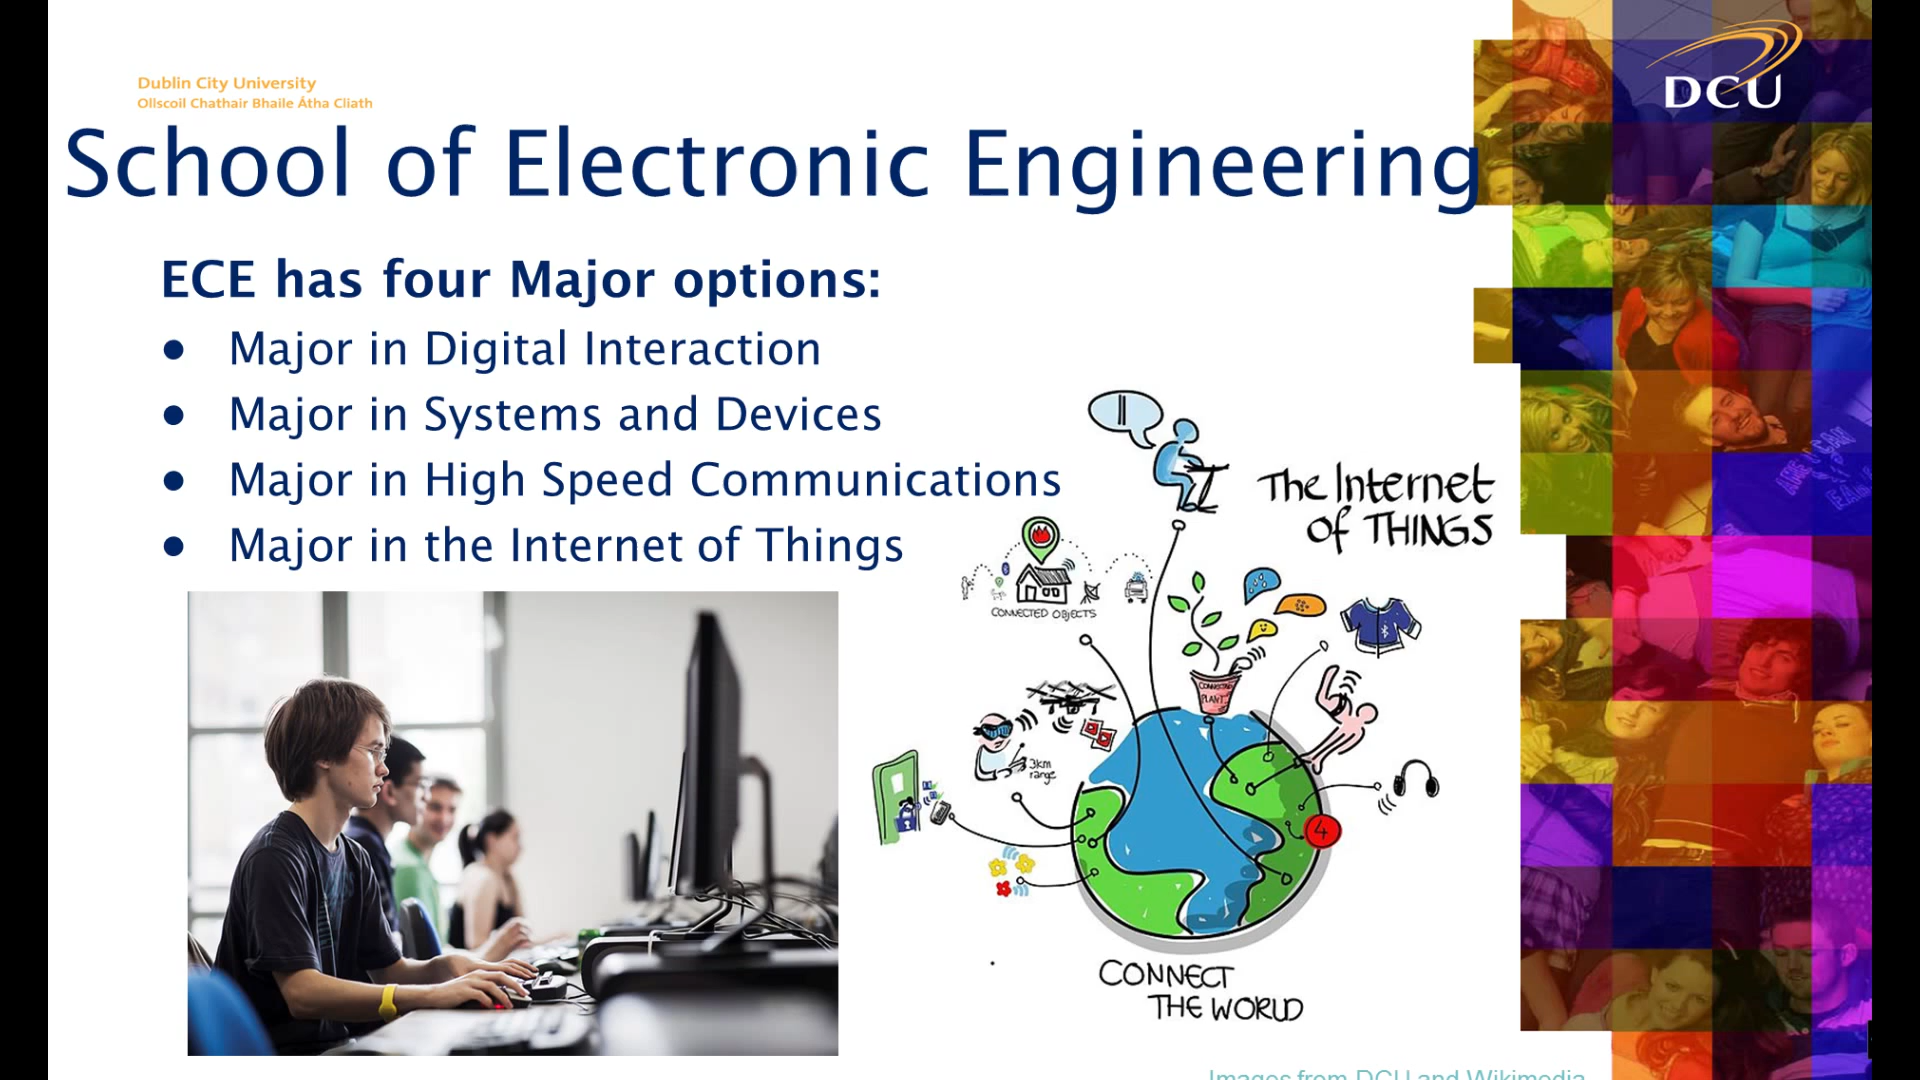 Dublin City University
Ollscoil Chathair Bhaile Átha Cliath
DCU
School of Electronic Engineering
ECE has four Major options:
● Major in Digital Interaction
● Major in Systems and Devices
● Major in High Speed Communications
● Major in the Internet of Things
The Internet
of THINGS
CONNECTED OBJECTS
CONNECTED
PLANT
3km
range
4
CONNECT
THE WORLD
Images from DCU and Wikimedia